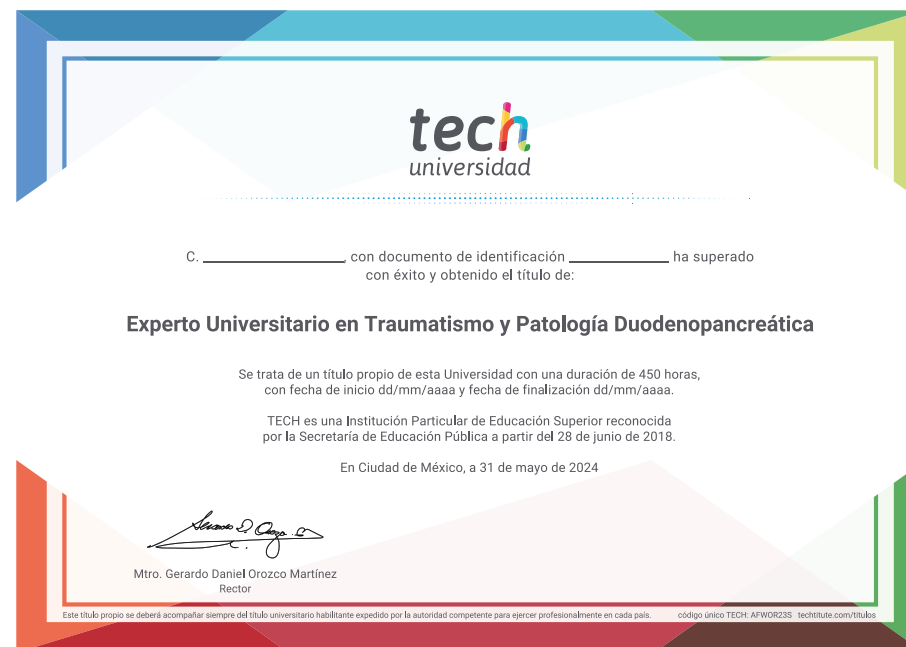 tech
universidad
C. ____________, con documento de identificación ____________ ha superado
con éxito y obtenido el título de:
Experto Universitario en Traumatismo y Patología Duodenopancreática
Se trata de un título propio de esta Universidad con una duración de 450 horas,
con fecha de inicio dd/mm/aaaa y fecha de finalización dd/mm/aaaa.
TECH es una Institución Particular de Educación Superior reconocida
por la Secretaría de Educación Pública a partir del 28 de junio de 2018.
En Ciudad de México, a 31 de mayo de 2024
Mtro. Gerardo Daniel Orozco Martínez
Rector
Este título propio se deberá acompañar siempre del título universitario habilitante expedido por la autoridad competente para ejercer profesionalmente en cada país. código único TECH: AFWOR23S techtitute.com/titulos